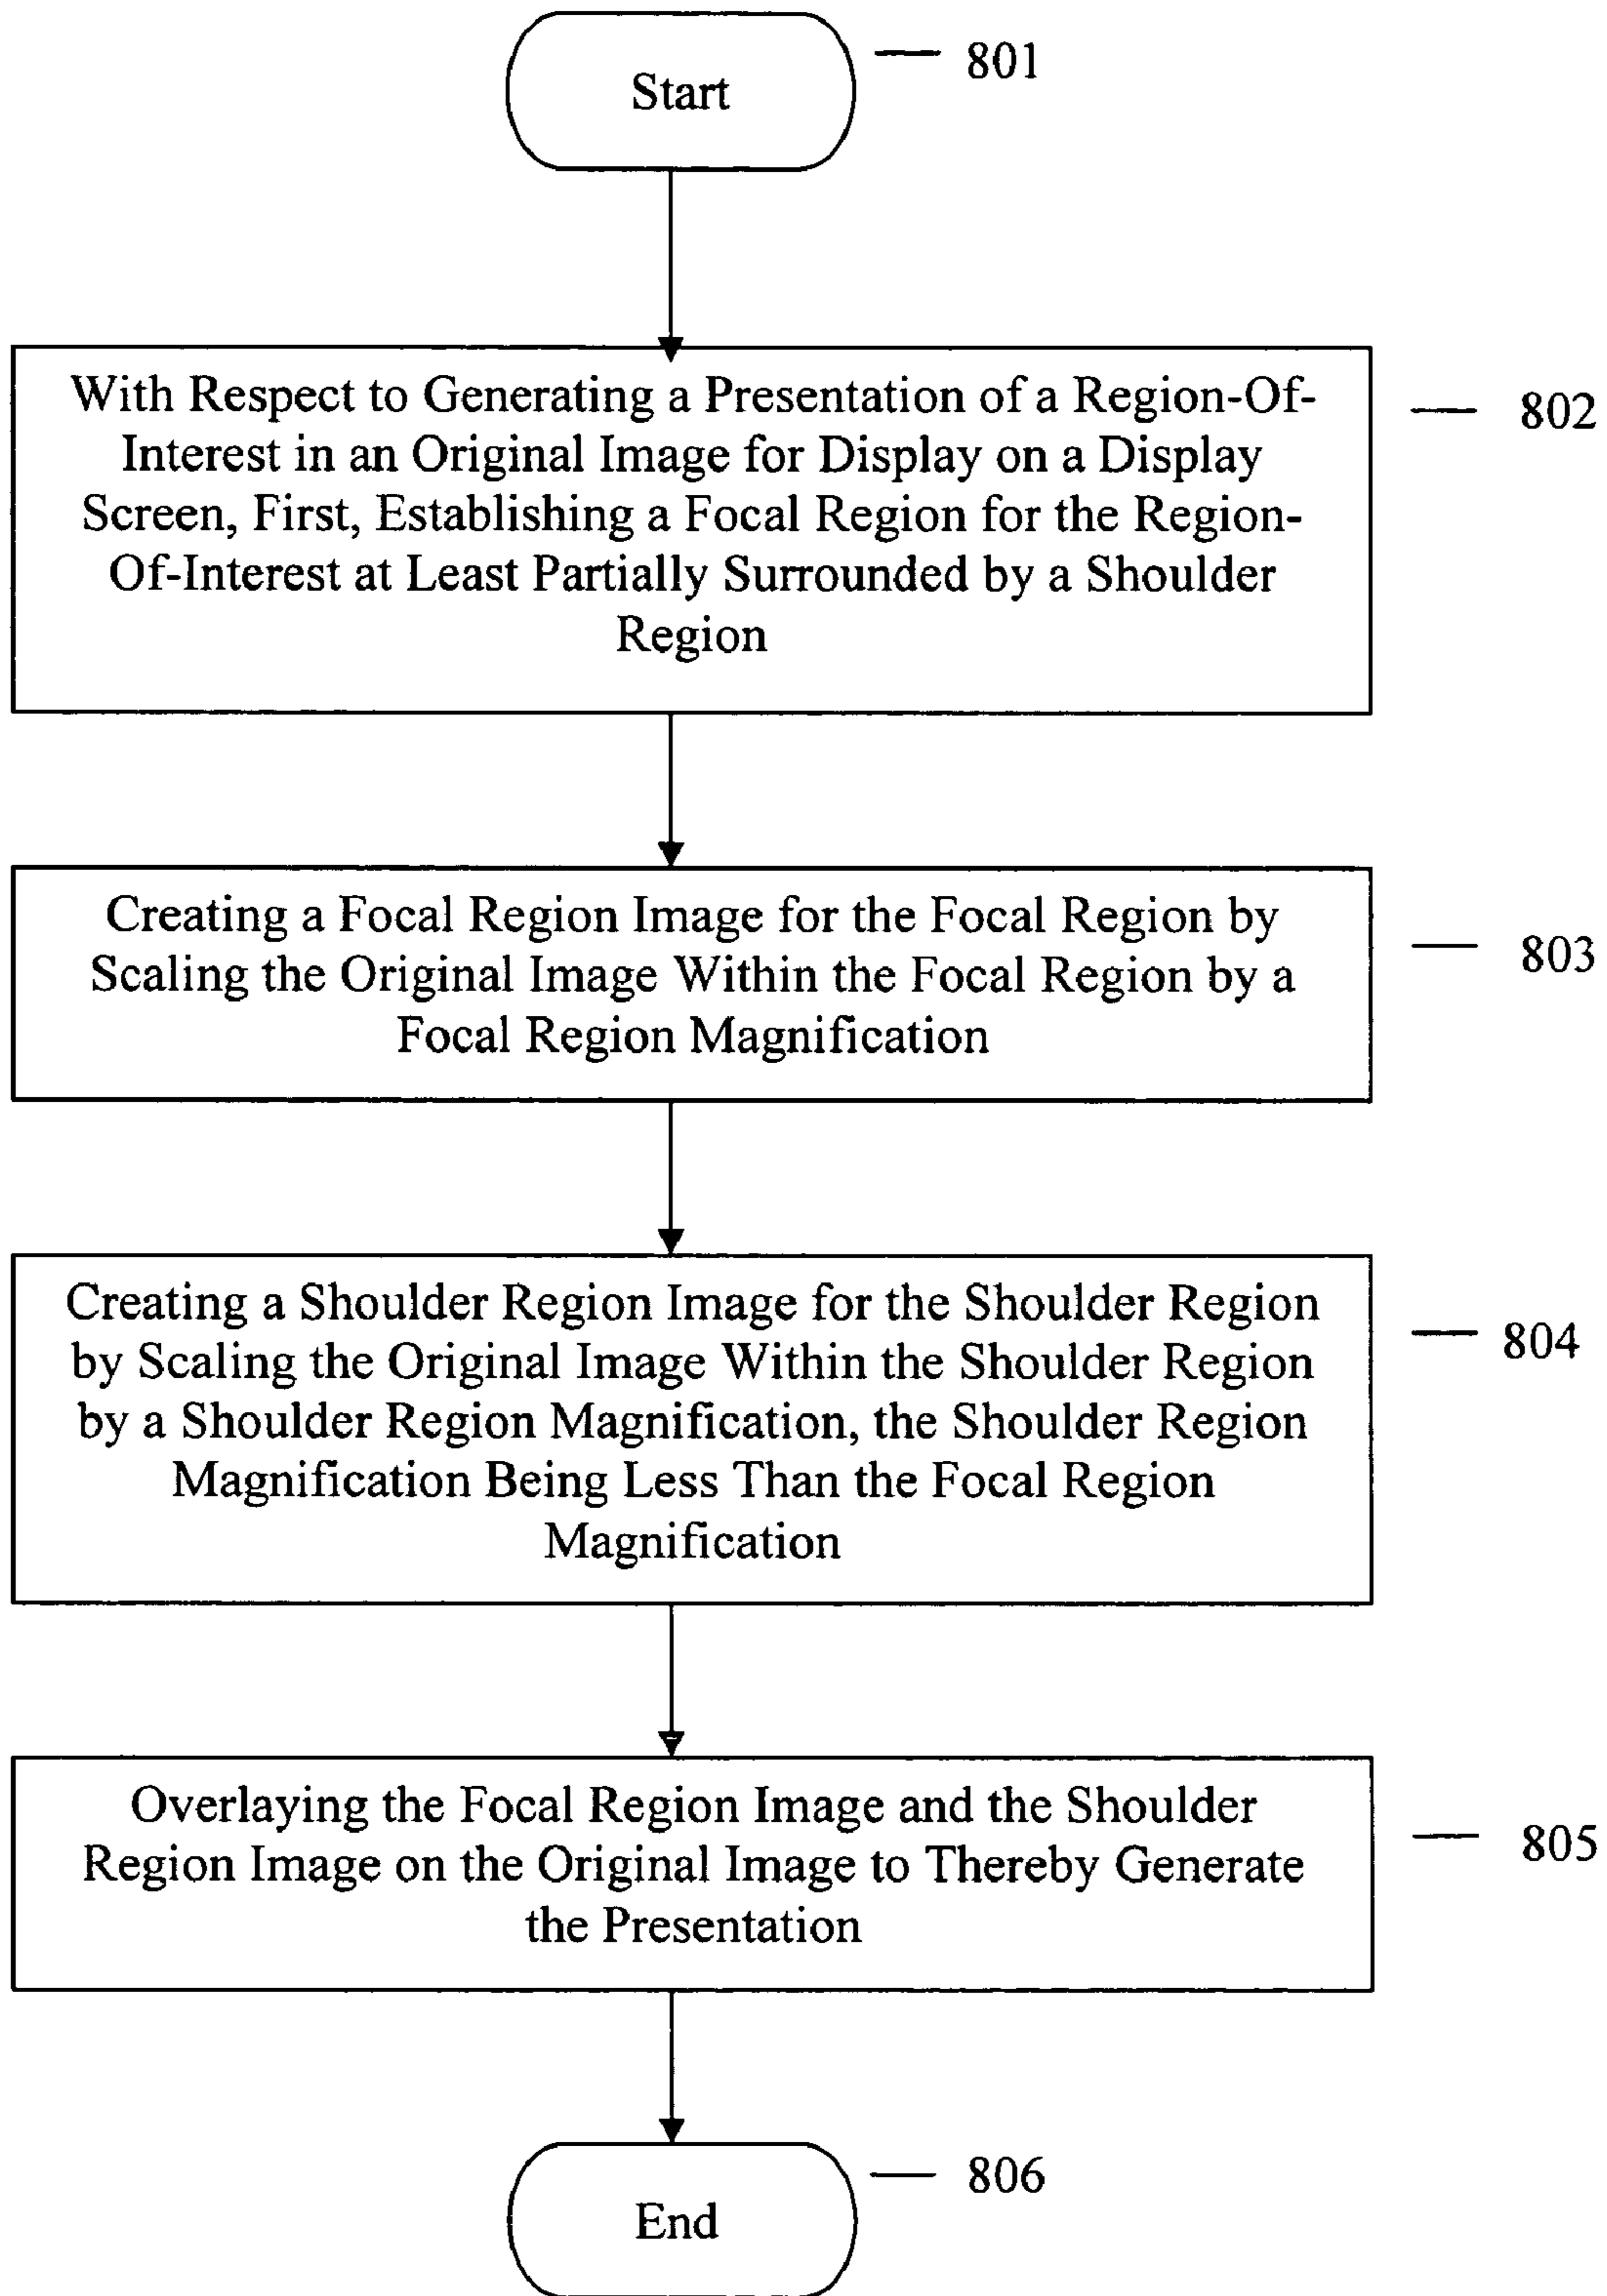 Start
801
With Respect to Generating a Presentation of a Region-Of-
Interest in an Original Image for Display on a Display
Screen, First, Establishing a Focal Region for the Region-
Of-Interest at Least Partially Surrounded by a Shoulder
Region
802
Creating a Focal Region Image for the Focal Region by
Scaling the Original Image Within the Focal Region by a
Focal Region Magnification
803
Creating a Shoulder Region Image for the Shoulder Region
by Scaling the Original Image Within the Shoulder Region
by a Shoulder Region Magnification, the Shoulder Region
Magnification Being Less Than the Focal Region
Magnification
804
Overlaying the Focal Region Image and the Shoulder
Region Image on the Original Image to Thereby Generate
the Presentation
805
End
806